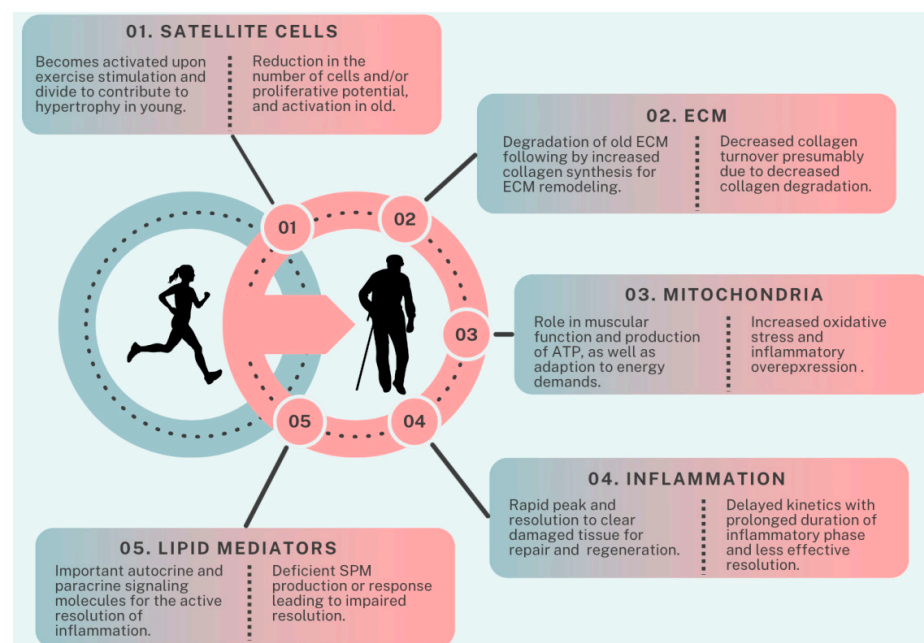 01. SATELLITE CELLS
Becomes activated upon
exercise stimulation and
divide to contribute to
hypertrophy in young.
Reduction in the
number of cells and/or
proliferative potential,
and activation in old.
02. ECM
Degradation of old ECM
following by increased
collagen synthesis for
ECM remodeling.
Decreased collagen
turnover presumably
due to decreased
collagen degradation.
01
02
03
04
05
03. MITOCHONDRIA
Role in muscular
function and production
of ATP, as well as
adaption to energy
demands.
Increased oxidative
stress and
inflammatory
overepxression .
04. INFLAMMATION
Rapid peak and
resolution to clear
damaged tissue for
repair and regeneration.
Delayed kinetics with
prolonged duration of
inflammatory phase
and less effective
resolution.
05. LIPID MEDIATORS
Important autocrine and
paracrine signaling
molecules for the active
resolution of
inflammation.
Deficient SPM
production or response
leading to impaired
resolution.